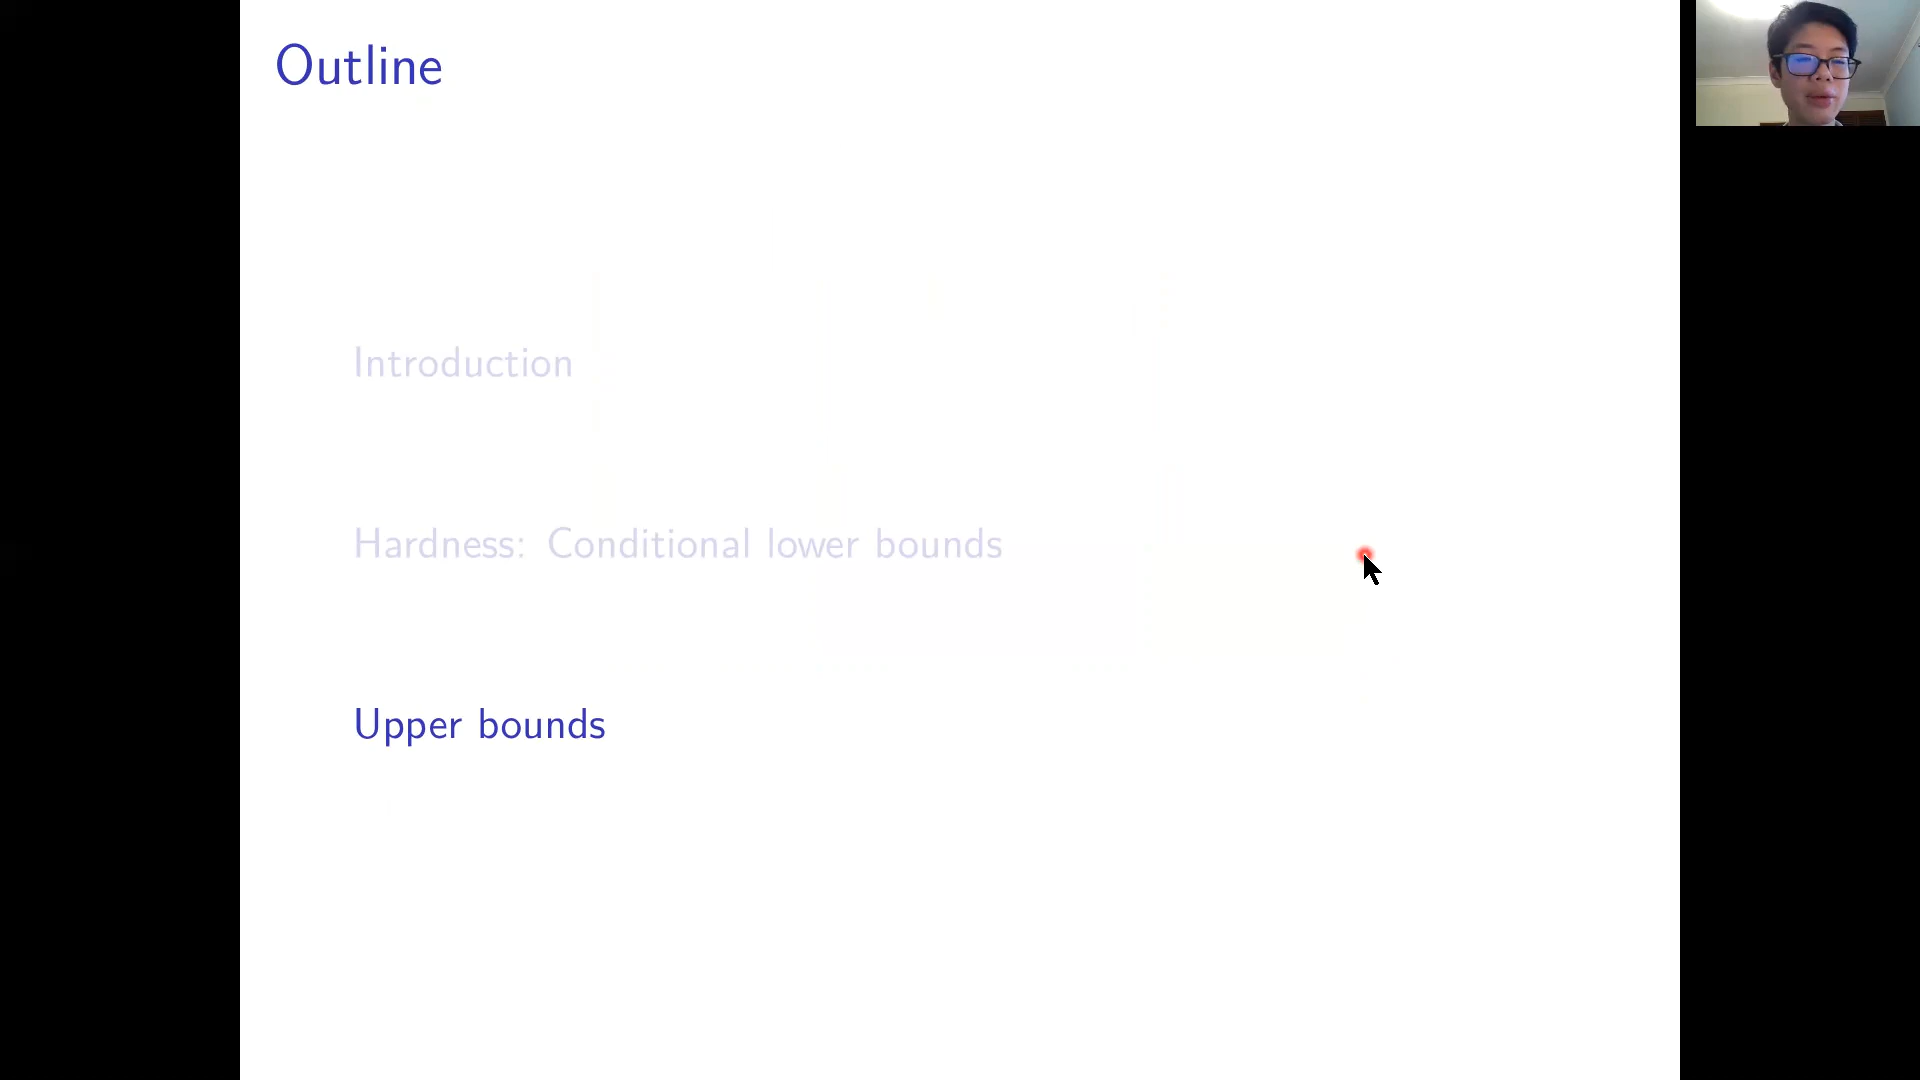 Outline
Introduction
Hardness: Conditional lower bounds
Upper bounds